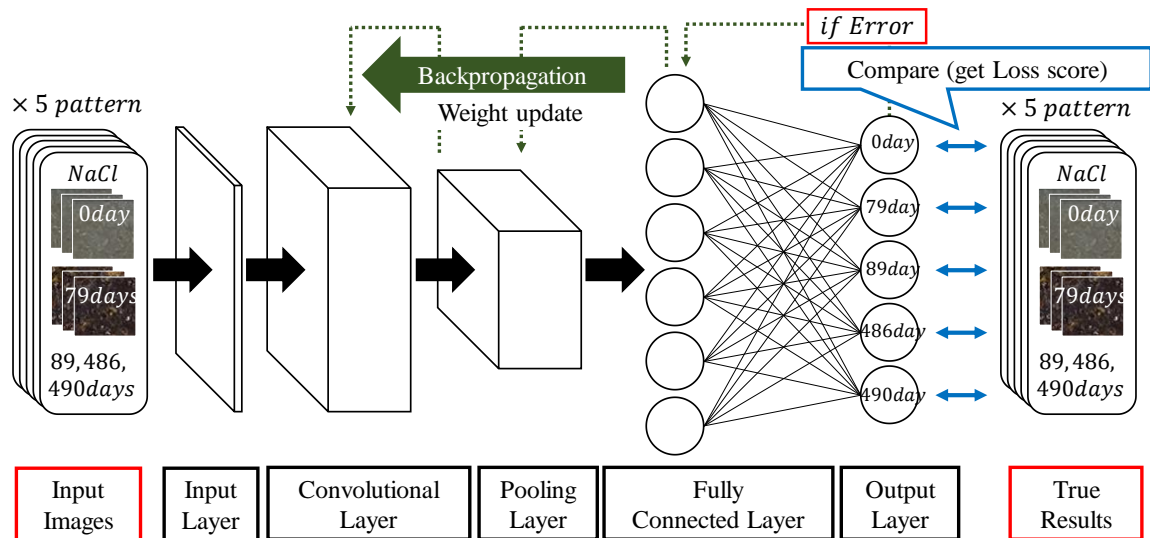 if Error
Compare (get Loss score)
Backpropagation
Weight update
× 5 pattern
NaCl
0day
79days
89, 486,
490days
0day
79day
89day
486day
490day
× 5 pattern
NaCl
0day
79days
89, 486,
490days
Input
Images
Input
Layer
Convolutional
Layer
Pooling
Layer
Fully
Connected Layer
Output
Layer
True
Results